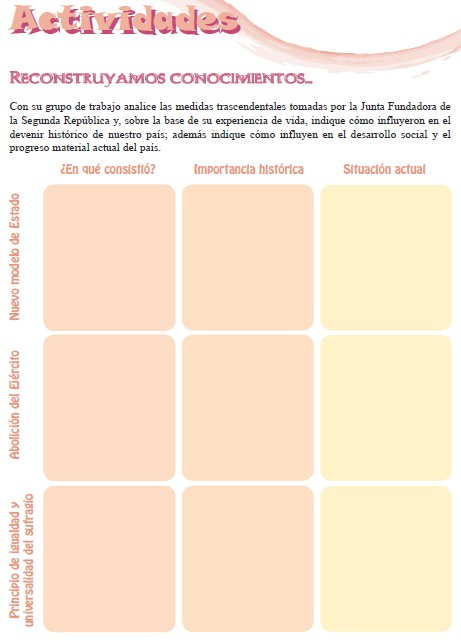 Actividades
RECONSTRUYAMOS CONOCIMIENTOS...
Con su grupo de trabajo analice las medidas trascendentales tomadas por la Junta Fundadora de
la Segunda República y, sobre la base de su experiencia de vida, indique cómo influyeron en el
devenir histórico de nuestro país; además indique cómo influyen en el desarrollo social y el
progreso material actual del país.
¿En qué consistió? Importancia histórica Situación actual
Nuevo modelo de Estado
Abolición del Ejército
Principio de igualdad y
universalidad del sufragio